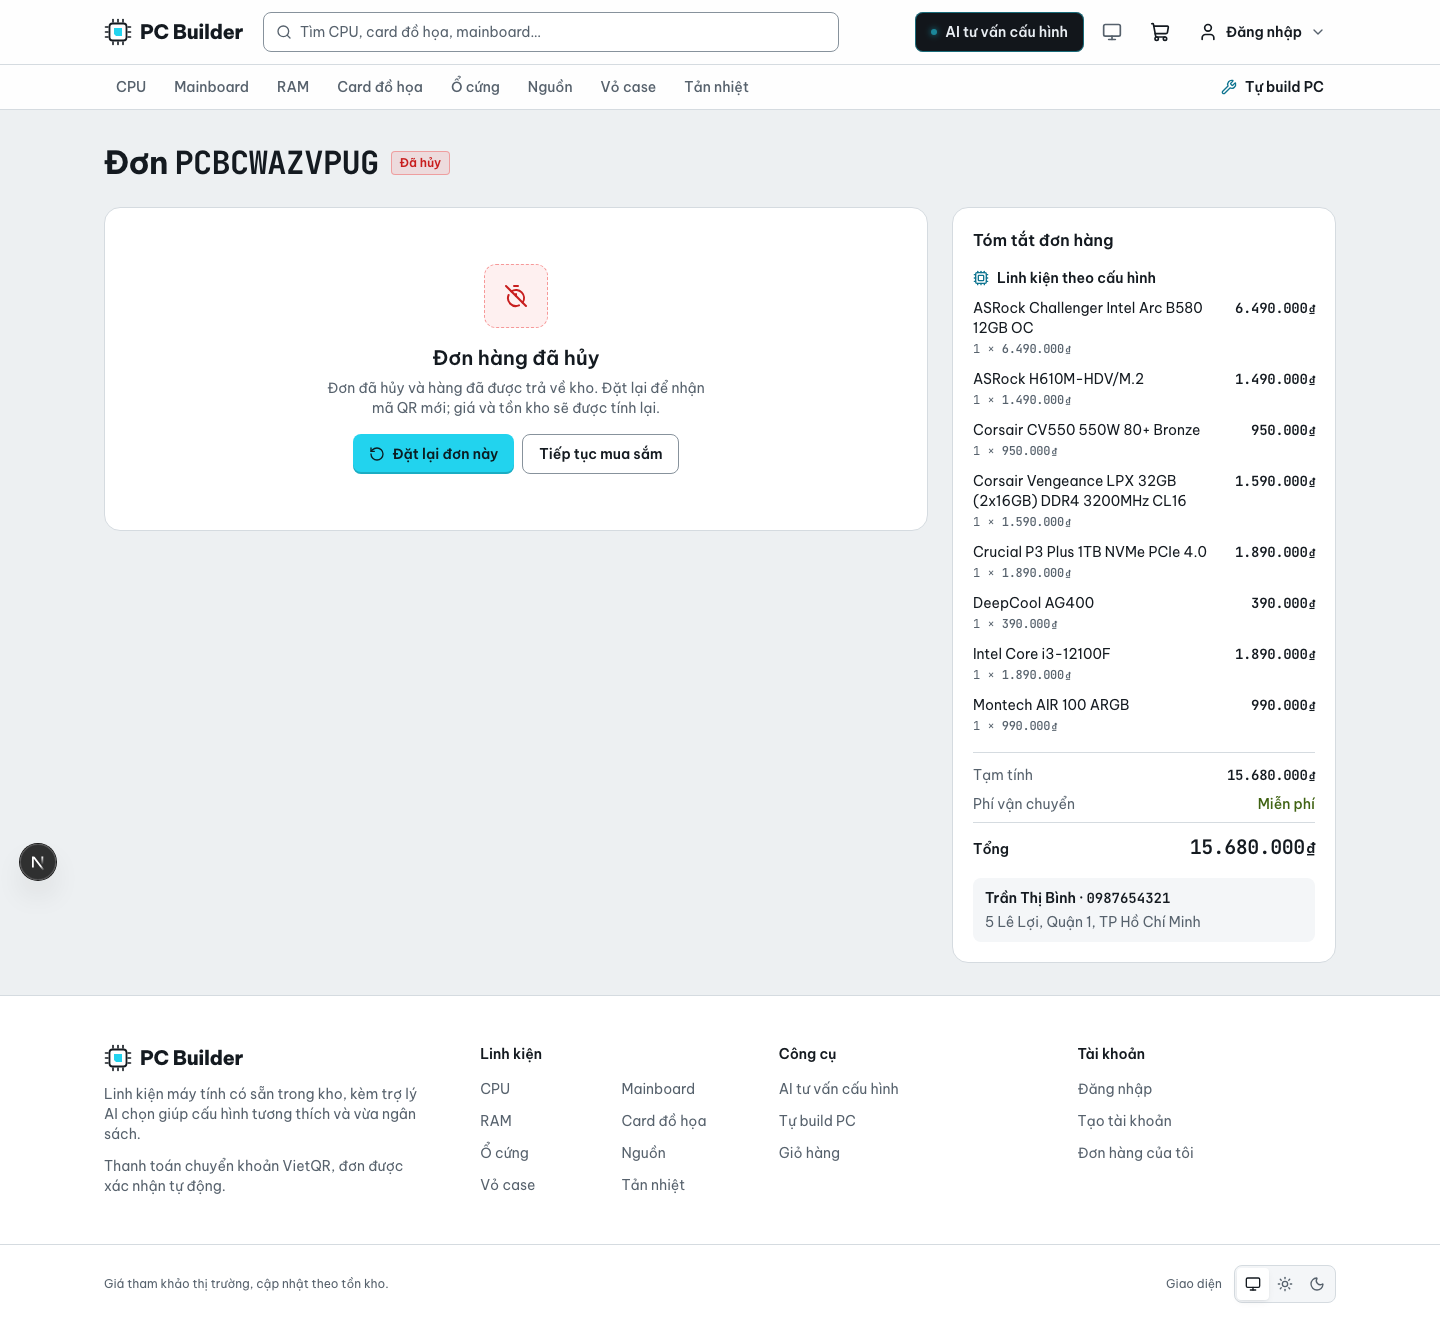 PC Builder
Tìm CPU, card đồ họa, mainboard...
AI tư vấn cấu hình
Đăng nhập
CPU
Mainboard
RAM
Card đồ họa
Ổ cứng
Nguồn
Vỏ case
Tản nhiệt
Tự build PC
Đơn PCBCWAZVPUG
Đã hủy
Đơn hàng đã hủy
Đơn đã hủy và hàng đã được trả về kho. Đặt lại để nhận
mã QR mới; giá và tồn kho sẽ được tính lại.
Đặt lại đơn này
Tiếp tục mua sắm
Tóm tắt đơn hàng
Linh kiện theo cấu hình
ASRock Challenger Intel Arc B580 6.490.000₫
12GB OC
1 × 6.490.000₫
ASRock H610M-HDV/M.2 1.490.000₫
1 × 1.490.000₫
Corsair CV550 550W 80+ Bronze 950.000₫
1 × 950.000₫
Corsair Vengeance LPX 32GB 1.590.000₫
(2x16GB) DDR4 3200MHz CL16
1 × 1.590.000₫
Crucial P3 Plus 1TB NVMe PCIe 4.0 1.890.000₫
1 × 1.890.000₫
DeepCool AG400 390.000₫
1 × 390.000₫
Intel Core i3-12100F 1.890.000₫
1 × 1.890.000₫
Montech AIR 100 ARGB 990.000₫
1 × 990.000₫
Tạm tính 15.680.000₫
Phí vận chuyển Miễn phí
Tổng 15.680.000₫
Trần Thị Bình · 0987654321
5 Lê Lợi, Quận 1, TP Hồ Chí Minh
N
PC Builder
Linh kiện máy tính có sẵn trong kho, kèm trợ lý
AI chọn giúp cấu hình tương thích và vừa ngân
sách.
Thanh toán chuyển khoản VietQR, đơn được
xác nhận tự động.
Linh kiện
CPU
Mainboard
RAM
Card đồ họa
Ổ cứng
Nguồn
Vỏ case
Tản nhiệt
Công cụ
AI tư vấn cấu hình
Tự build PC
Giỏ hàng
Tài khoản
Đăng nhập
Tạo tài khoản
Đơn hàng của tôi
Giá tham khảo thị trường, cập nhật theo tồn kho.
Giao diện